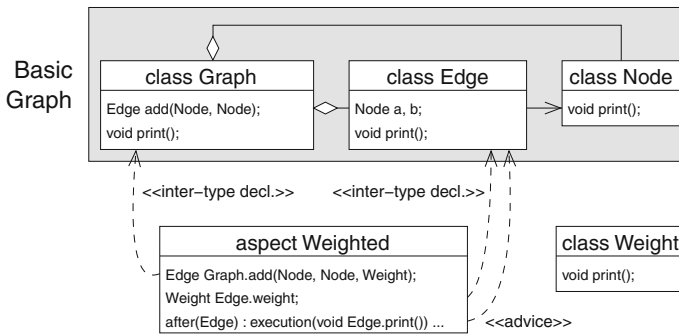 Basic
Graph
class Graph
Edge add(Node, Node);
void print();
class Edge
Node a, b;
void print();
class Node
void print();
<<inter-type decl.>>
<<inter-type decl.>>
aspect Weighted
Edge Graph.add(Node, Node, Weight);
Weight Edge.weight;
after(Edge) : execution(void Edge.print()) ...
<<advice>>
class Weight
void print();